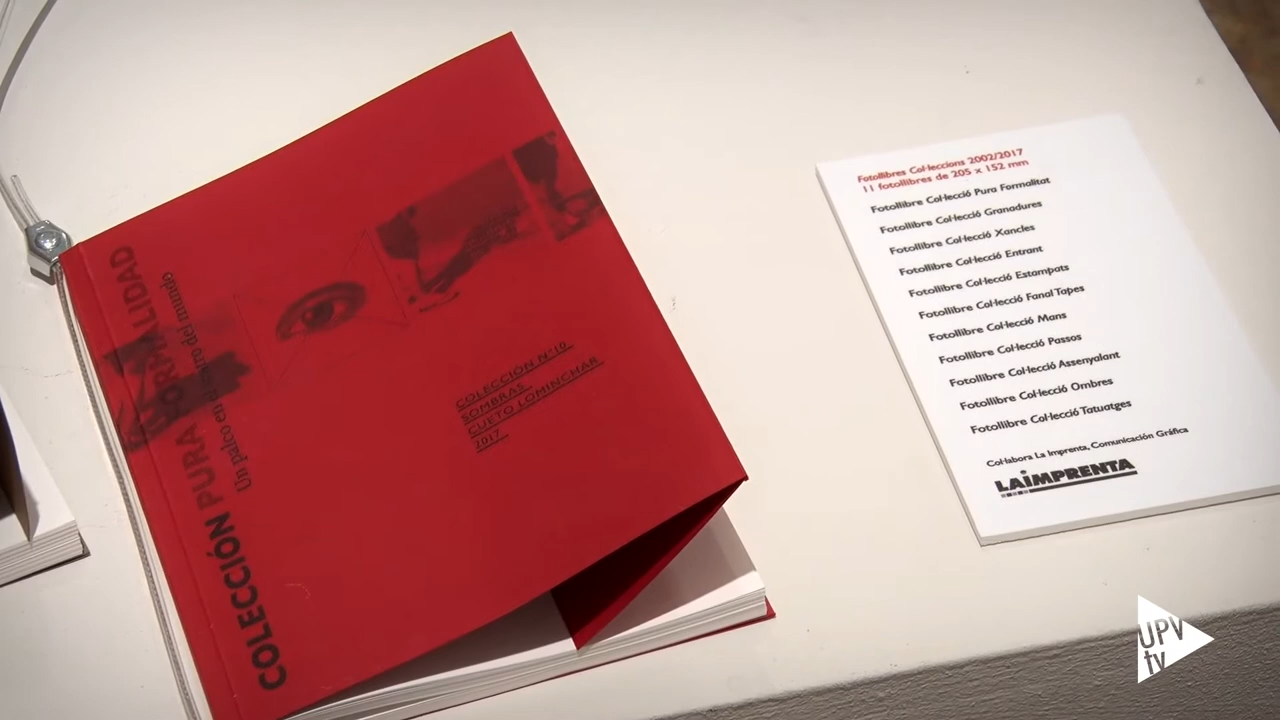 COLECCIÓN PURA FORMALIDAD
Un palco en el teatro del mundo
COLECCIÓN Nº10
SOMBRAS
CUETO LOMINCHAR
2017
Fotollibres Col·leccions 2002/2017
11 fotollibres de 205 x 152 mm
Fotollibre Col·lecció Pura Formalitat
Fotollibre Col·lecció Granadures
Fotollibre Col·lecció Xancles
Fotollibre Col·lecció Entrant
Fotollibre Col·lecció Estampats
Fotollibre Col·lecció Fanal Tapes
Fotollibre Col·lecció Mans
Fotollibre Col·lecció Passos
Fotollibre Col·lecció Assenyalant
Fotollibre Col·lecció Ombres
Fotollibre Col·lecció Tatuatges
Col·labora La Imprenta, Comunicación Gráfica
LAiMPRENTA
UPV
tv